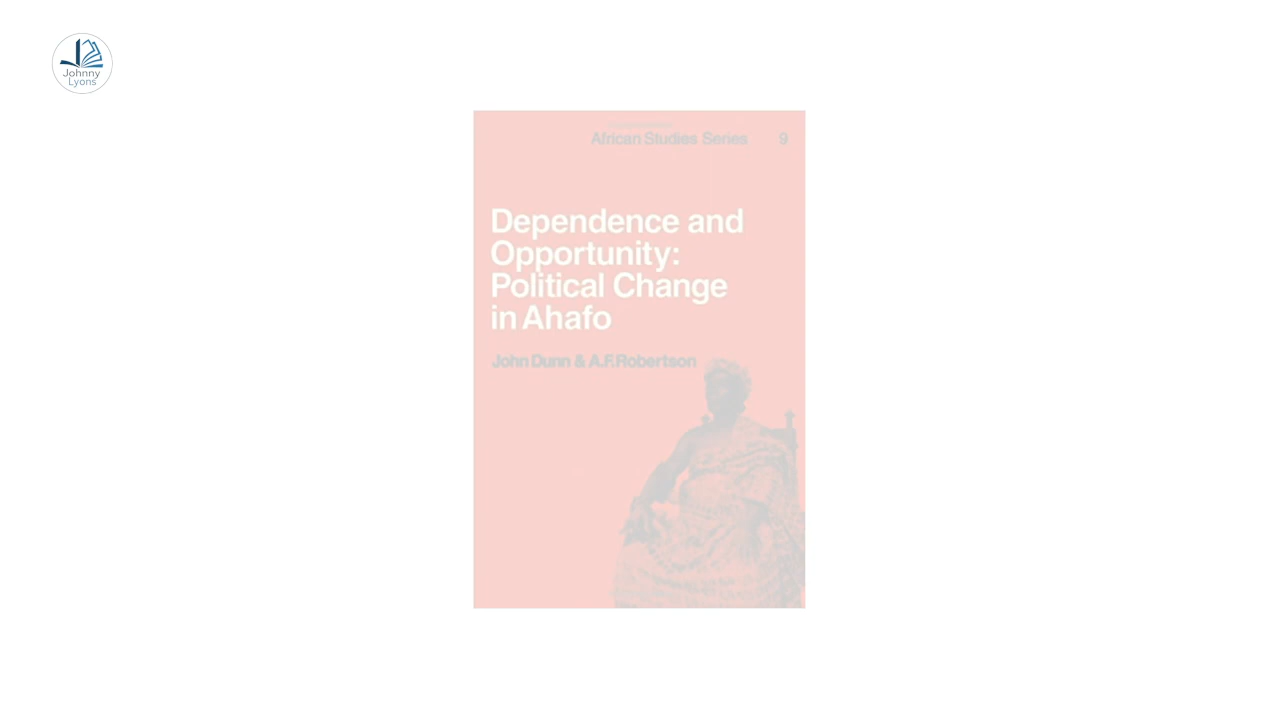 Johnny
Lyons
African Studies Series 9
Dependence and
Opportunity:
Political Change
in Ahafo
John Dunn & A.F. Robertson